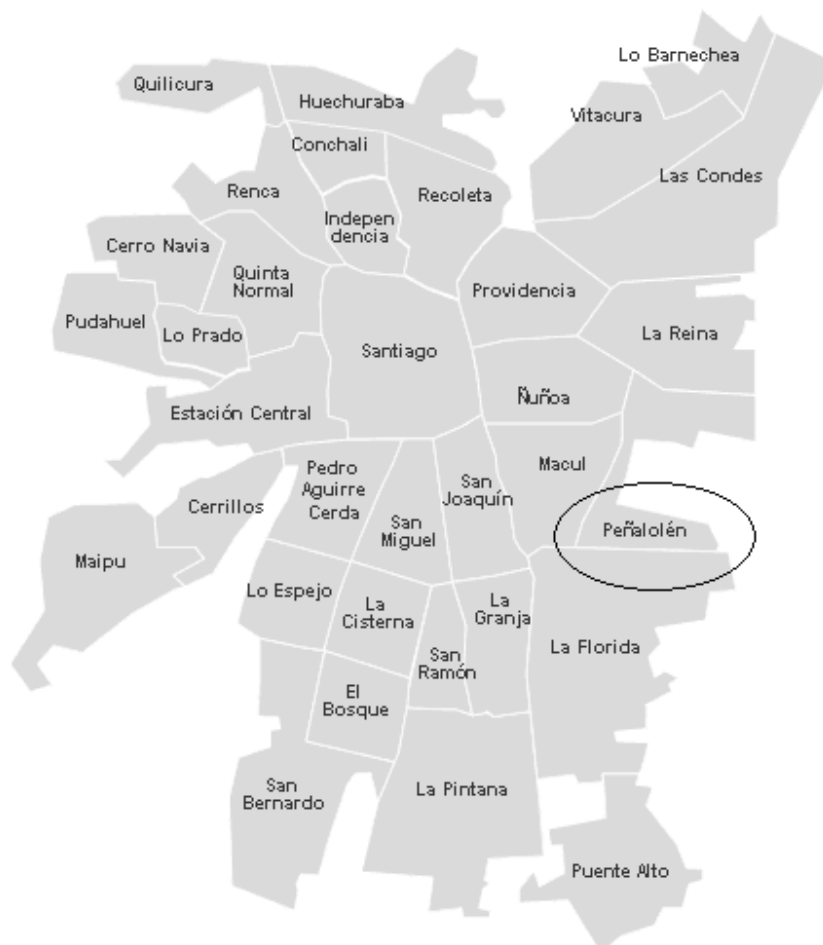 Lo Barnechea
Quilicura
Huechuraba
Vitacura
Conchali
Las Condes
Renca
Recoleta
Indepen
dencia
Cerro Navia
Quinta
Normal
Providencia
Pudahuel
Lo Prado
La Reina
Santiago
Ñuñoa
Estación Central
Pedro
Aguirre
Cerda
San
Joaquín
Macul
Cerrillos
San
Miguel
Peñalolén
Maipu
Lo Espejo
La
Cisterna
La
Granja
La Florida
San
Ramón
El
Bosque
San
Bernardo
La Pintana
Puente Alto